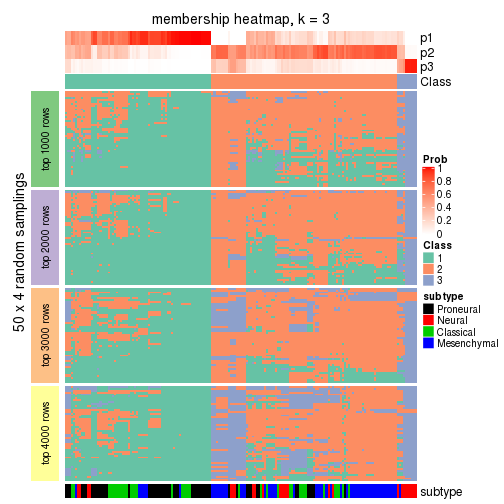 membership heatmap, k = 3
p1
p2
p3
Class
50 x 4 random samplings
top 1000 rows
top 2000 rows
top 3000 rows
top 4000 rows
Prob
1
0.8
0.6
0.4
0.2
0
Class
1
2
3
subtype
Proneural
Neural
Classical
Mesenchymal
subtype